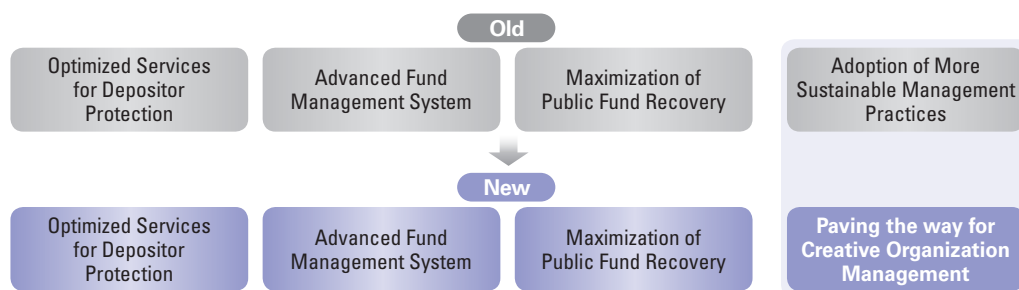 Old
Optimized Services
for Depositor
Protection
Advanced Fund
Management System
Maximization of
Public Fund Recovery
Adoption of More
Sustainable Management
Practices
New
Optimized Services
for Depositor
Protection
Advanced Fund
Management System
Maximization of
Public Fund Recovery
Paving the way for
Creative Organization
Management